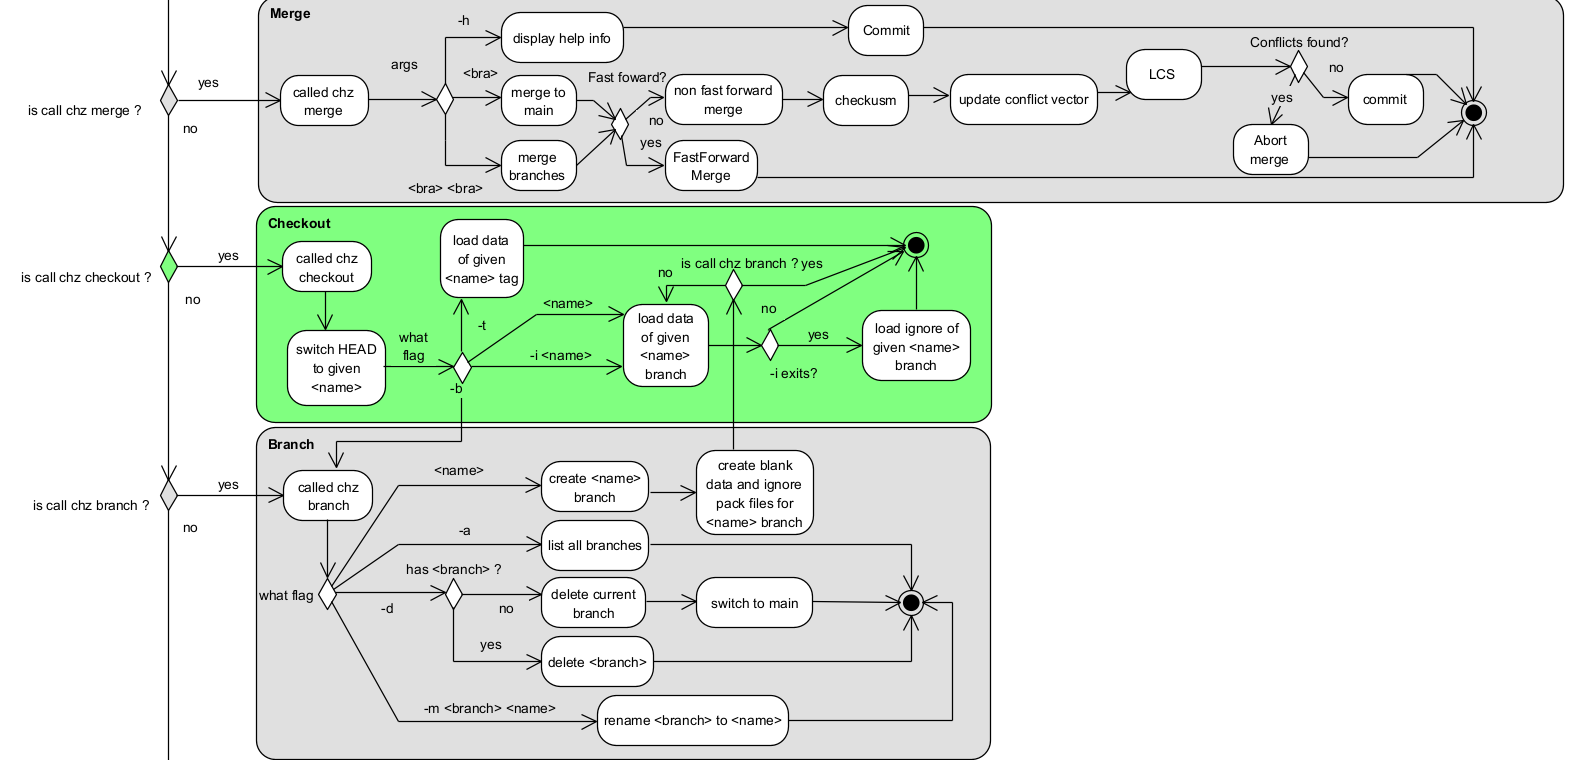 Merge
-h
display help info
Commit
Conflicts found?
args
<bra>
Fast foward?
LCS
no
yes
is call chz merge ?
no
called chz
merge
merge to
main
non fast forward
merge
checkusm
update conflict vector
commit
yes
no
yes
Abort
merge
merge
branches
FastForward
Merge
<bra> <bra>
Checkout
load data
of given
<name> tag
is call chz checkout ?
yes
no
called chz
checkout
is call chz branch ? yes
no
<name>
-t
no
switch HEAD
to given
<name>
what
flag
-i <name>
-b
load data
of given
<name>
branch
yes
-i exits?
load ignore of
given <name>
branch
Branch
is call chz branch ?
yes
no
called chz
branch
<name>
create <name>
branch
create blank
data and ignore
pack files for
<name> branch
-a
list all branches
has <branch> ?
what flag
-d
no
delete current
branch
switch to main
yes
delete <branch>
-m <branch> <name>
rename <branch> to <name>